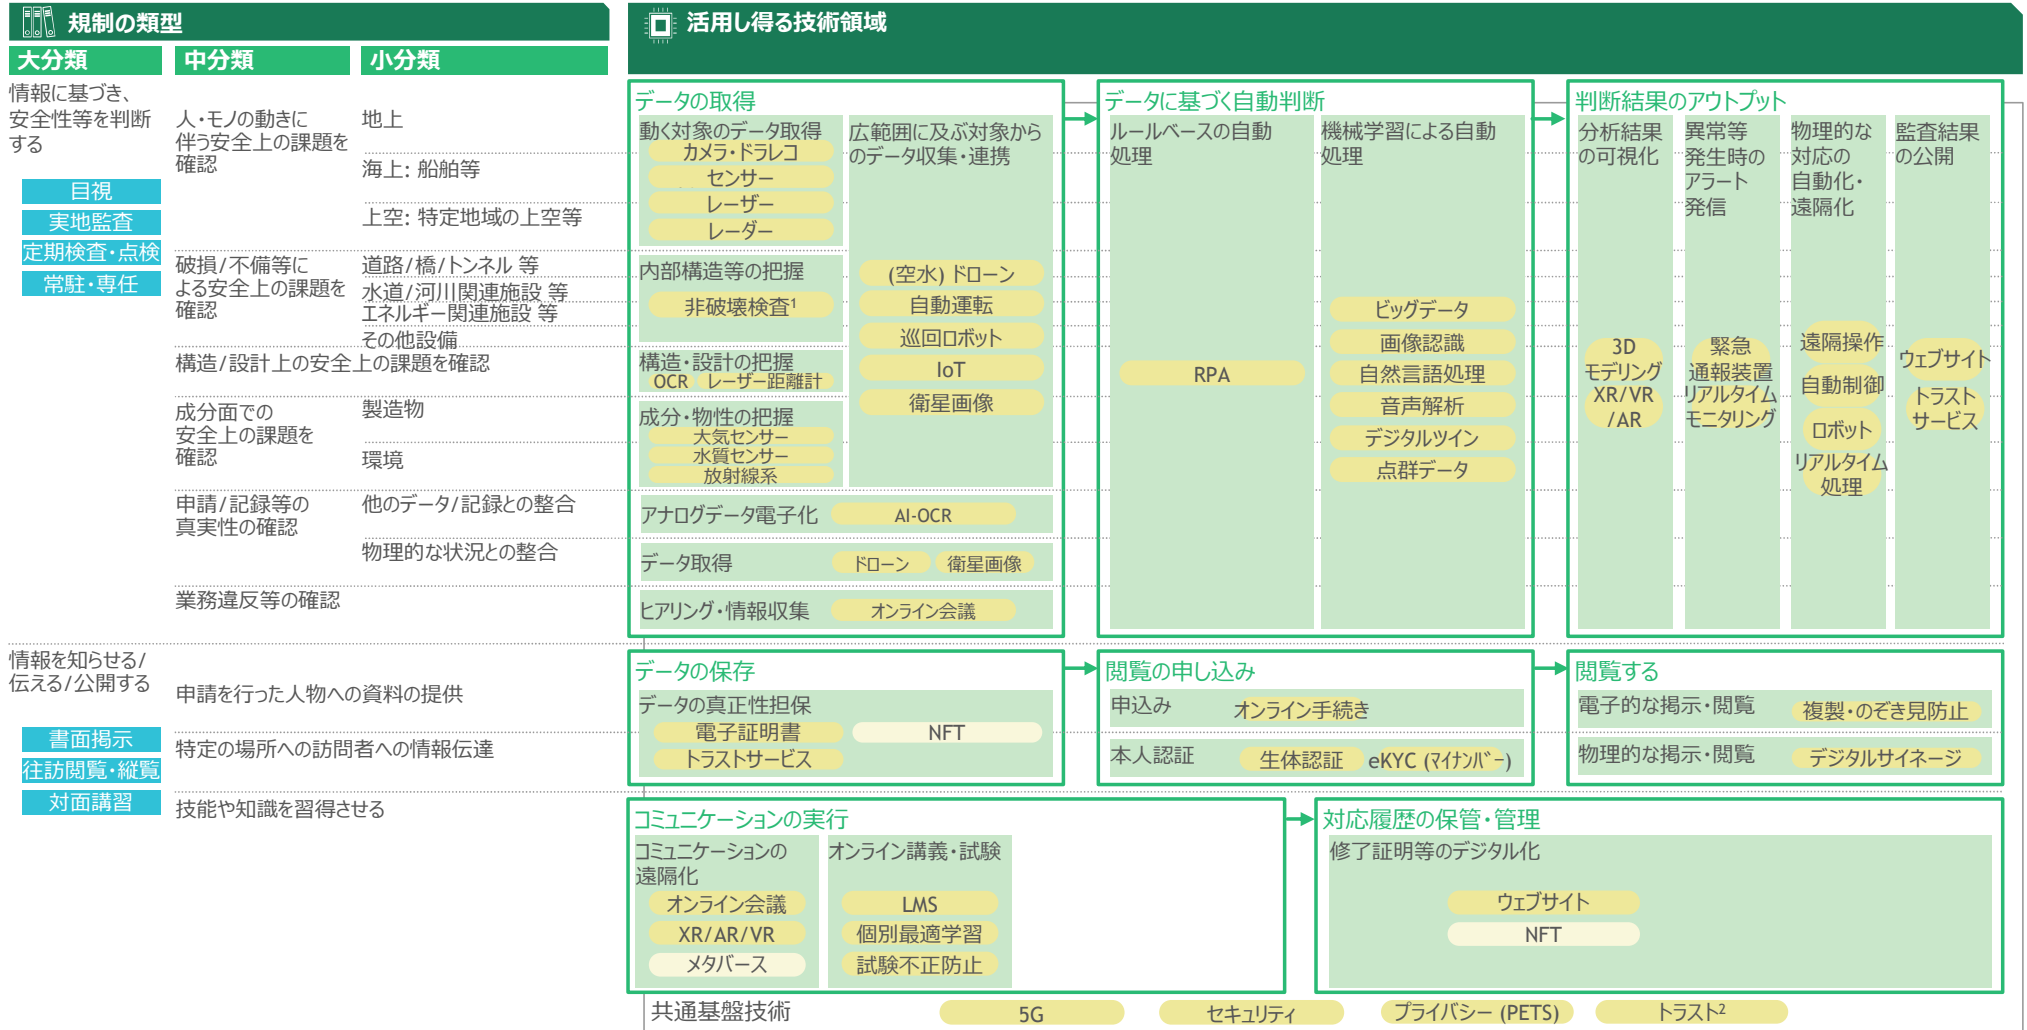 規制の類型
活用し得る技術領域
大分類
中分類
小分類
情報に基づき、
安全性等を判断
する
目視
実地監査
定期検査・点検
常駐・専任
人・モノの動きに
伴う安全上の課題を
確認
地上
海上: 船舶等
上空: 特定地域の上空等
破損/不備等に
よる安全上の課題を
確認
道路/橋/トンネル 等
水道/河川関連施設 等
エネルギー関連施設 等
その他設備
構造/設計上の安全上の課題を確認
成分面での
安全上の課題を
確認
製造物
環境
申請/記録等の
真実性の確認
他のデータ/記録との整合
物理的な状況との整合
業務違反等の確認
データの取得
動く対象のデータ取得
カメラ・ドラレコ
センサー
レーザー
レーダー
内部構造等の把握
非破壊検査1
構造・設計の把握
OCR
レーザー距離計
成分・物性の把握
大気センサー
水質センサー
放射線系
広範囲に及ぶ対象から
のデータ収集・連携
(空水) ドローン
自動運転
巡回ロボット
IoT
衛星画像
アナログデータ電子化
AI-OCR
データ取得
ドローン
衛星画像
ヒアリング・情報収集
オンライン会議
データに基づく自動判断
ルールベースの自動
処理
RPA
機械学習による自動
処理
ビッグデータ
画像認識
自然言語処理
音声解析
デジタルツイン
点群データ
判断結果のアウトプット
分析結果
の可視化
3D
モデリング
XR/VR
/AR
異常等
発生時の
アラート
発信
緊急
通報装置
リアルタイム
モニタリング
物理的な
対応の
自動化・
遠隔化
遠隔操作
自動制御
ロボット
リアルタイム
処理
監査結果
の公開
ウェブサイト
トラスト
サービス
情報を知らせる/
伝える/公開する
書面掲示
往訪閲覧・縦覧
対面講習
申請を行った人物への資料の提供
特定の場所への訪問者への情報伝達
技能や知識を習得させる
データの保存
データの真正性担保
電子証明書
NFT
トラストサービス
閲覧の申し込み
申込み
オンライン手続き
本人認証
生体認証
eKYC (マイナンバー)
閲覧する
電子的な掲示・閲覧
複製・のぞき見防止
物理的な掲示・閲覧
デジタルサイネージ
コミュニケーションの実行
コミュニケーションの
遠隔化
オンライン会議
XR/AR/VR
メタバース
オンライン講義・試験
LMS
個別最適学習
試験不正防止
対応履歴の保管・管理
修了証明等のデジタル化
ウェブサイト
NFT
共通基盤技術
5G
セキュリティ
プライバシー (PETS)
トラスト2